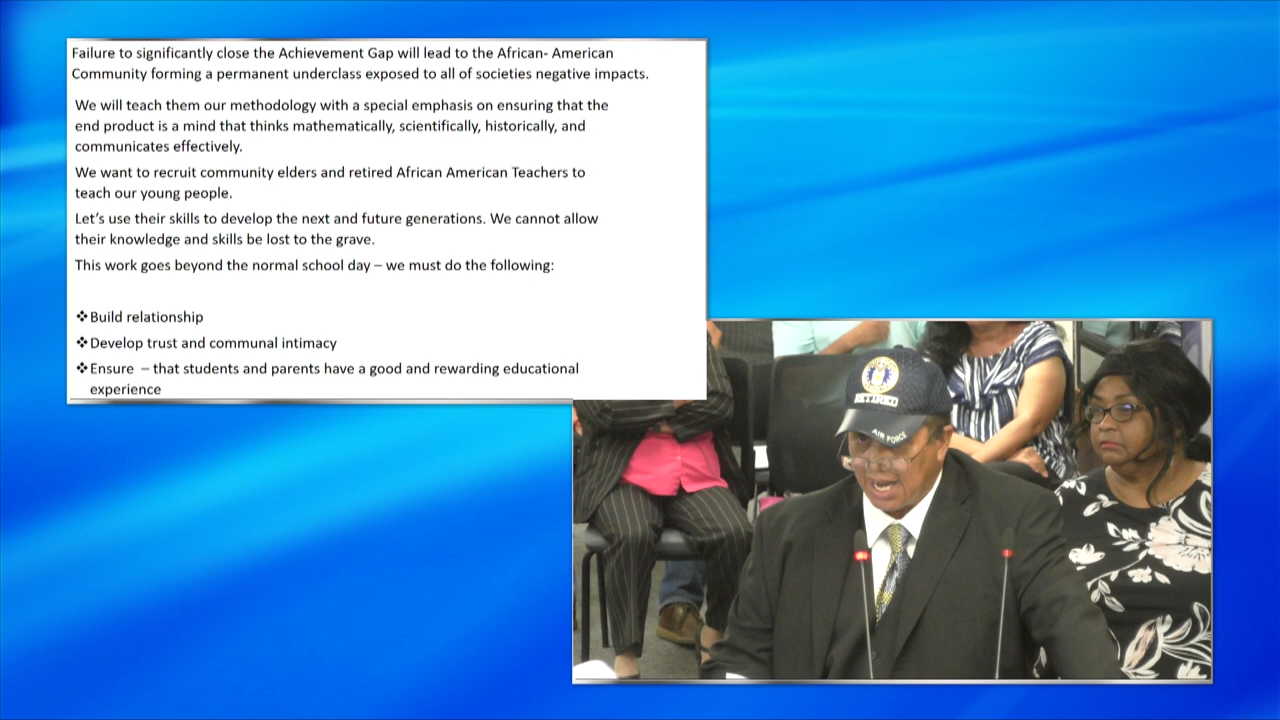 Failure to significantly close the Achievement Gap will lead to the African- American
Community forming a permanent underclass exposed to all of societies negative impacts.
We will teach them our methodology with a special emphasis on ensuring that the
end product is a mind that thinks mathematically, scientifically, historically, and
communicates effectively.
We want to recruit community elders and retired African American Teachers to
teach our young people.
Let’s use their skills to develop the next and future generations. We cannot allow
their knowledge and skills be lost to the grave.
This work goes beyond the normal school day – we must do the following:
❖Build relationship
❖Develop trust and communal intimacy
❖Ensure – that students and parents have a good and rewarding educational
experience
RETIRED
AIR FORCE